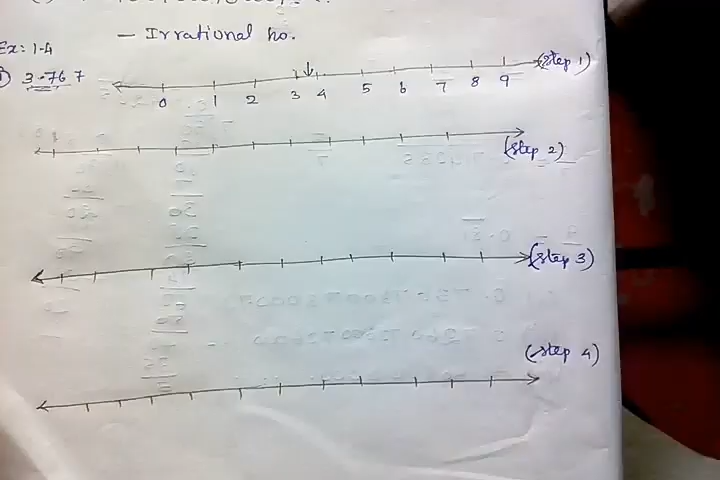 - Irrational no.
Ex: 1.4
① 3.767
0 1 2 3 4 5 6 7 8 9 (step 1)
(step 2)
(step 3)
(step 4)